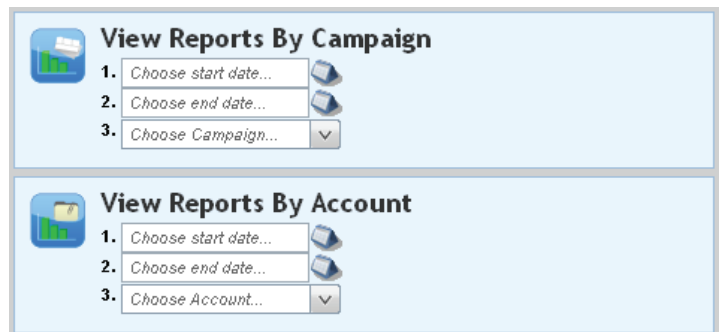 View Reports By Campaign
1. Choose start date...
2. Choose end date...
3. Choose Campaign...
View Reports By Account
1. Choose start date...
2. Choose end date...
3. Choose Account...